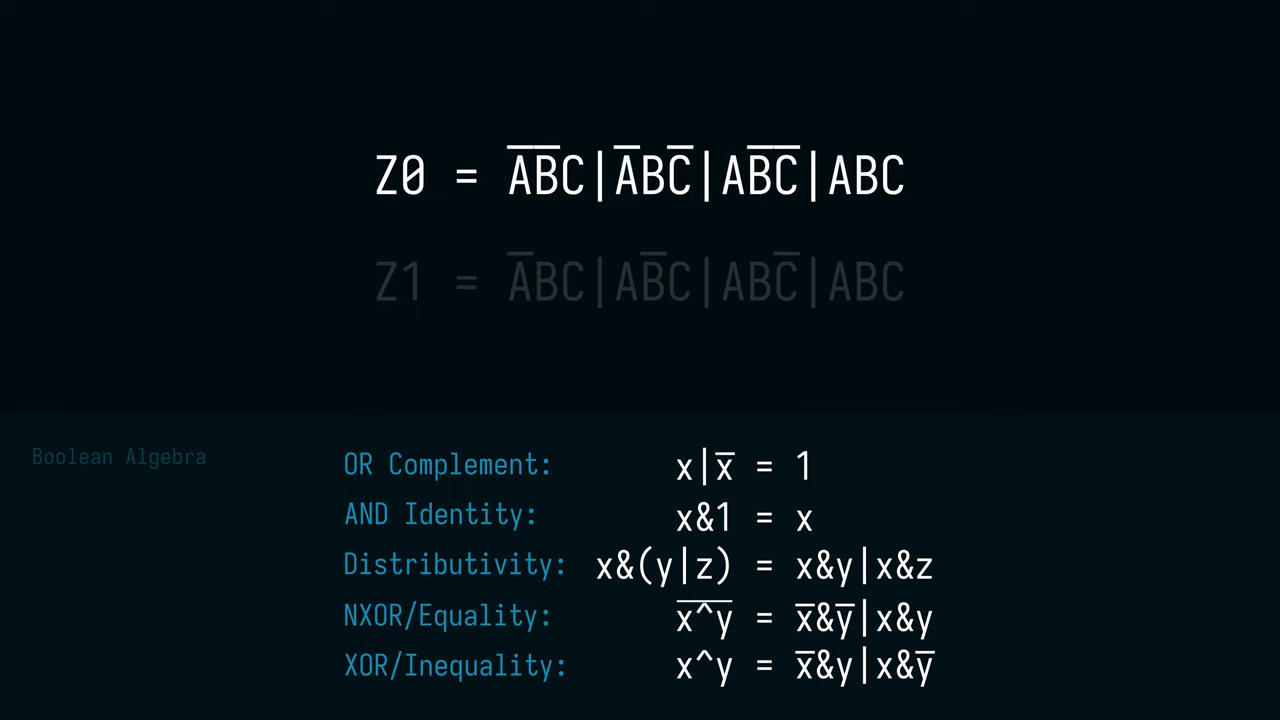 Z0 = A̅B̅C|A̅BC̅|AB̅C̅|ABC
Z1 = A̅BC|AB̅C|ABC̅|ABC
Boolean Algebra
OR Complement: x|x̅ = 1
AND Identity: x&1 = x
Distributivity: x&(y|z) = x&y|x&z
NXOR/Equality: x̅^̅y̅ = x̅&y̅|x&y
XOR/Inequality: x^y = x̅&y|x&y̅